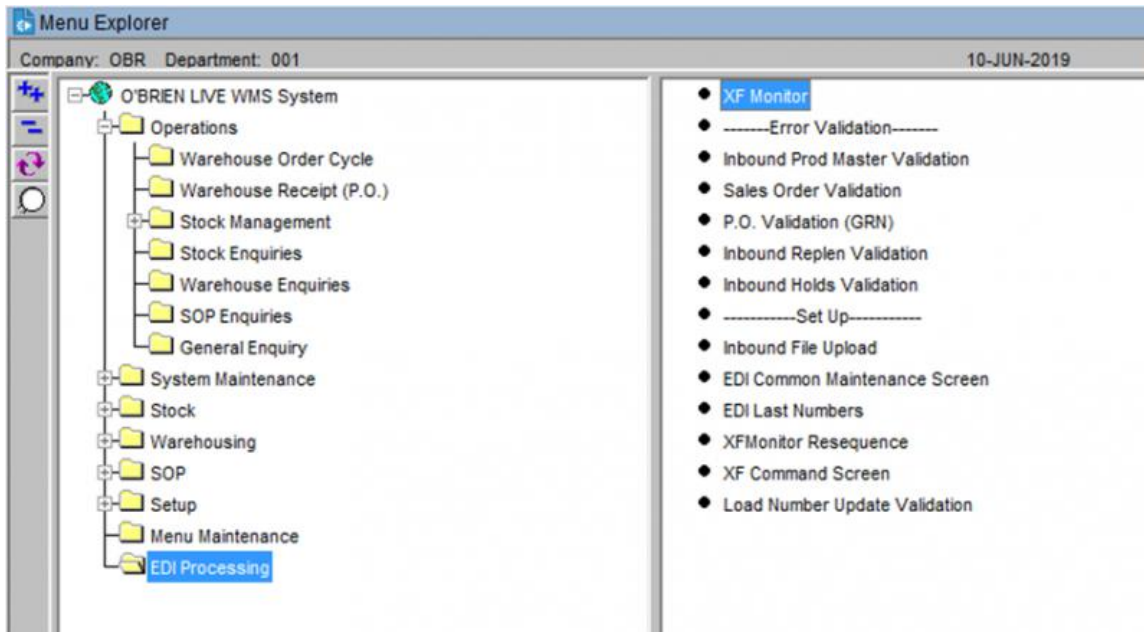 Menu Explorer
Company: OBR Department: 001 10-JUN-2019
O'BRIEN LIVE WMS System
Operations
Warehouse Order Cycle
Warehouse Receipt (P.O.)
Stock Management
Stock Enquiries
Warehouse Enquiries
SOP Enquiries
General Enquiry
System Maintenance
Stock
Warehousing
SOP
Setup
Menu Maintenance
EDI Processing
XF Monitor
-------Error Validation-------
Inbound Prod Master Validation
Sales Order Validation
P.O. Validation (GRN)
Inbound Replen Validation
Inbound Holds Validation
-----------Set Up-----------
Inbound File Upload
EDI Common Maintenance Screen
EDI Last Numbers
XFMonitor Resequence
XF Command Screen
Load Number Update Validation